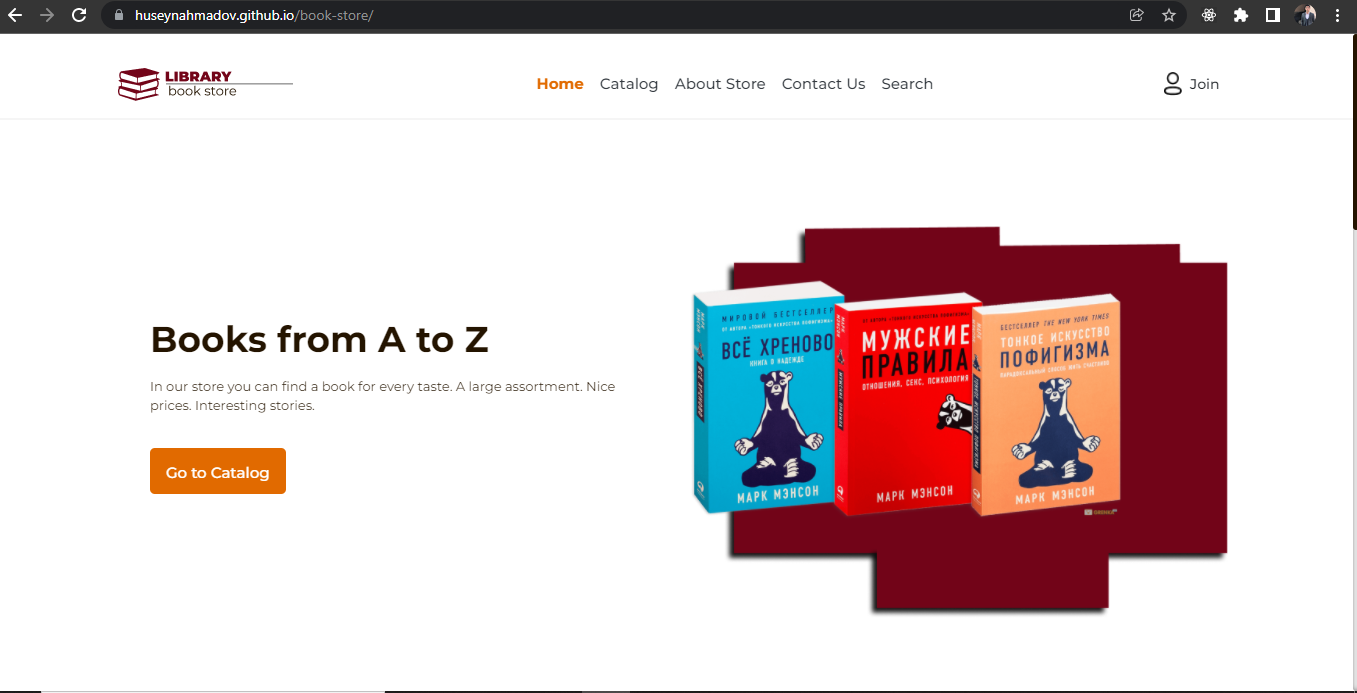 huseynahmadov.github.io/book-store/
LIBRARY
book store
Home
Catalog
About Store
Contact Us
Search
Join
Books from A to Z
In our store you can find a book for every taste. A large assortment. Nice
prices. Interesting stories.
Go to Catalog
МИРОВОЙ БЕСТСЕЛЛЕР
ОТ АВТОРА «ТОНКОГО ИСКУССТВА ПОФИГИЗМА»
ВСЁ ХРЕНОВО
КНИГА О НАДЕЖДЕ
МАРК МЭНСОН
ОТ АВТОРА «ТОНКОГО ИСКУССТВА ПОФИГИЗМА»
МУЖСКИЕ
ПРАВИЛА
ОТНОШЕНИЯ, СЕКС, ПСИХОЛОГИЯ
МАРК МЭНСОН
БЕСТСЕЛЛЕР THE NEW YORK TIMES
ТОНКОЕ ИСКУССТВО
ПОФИГИЗМА
ПАРАДОКСАЛЬНЫЙ СПОСОБ ЖИТЬ СЧАСТЛИВО
МАРК МЭНСОН